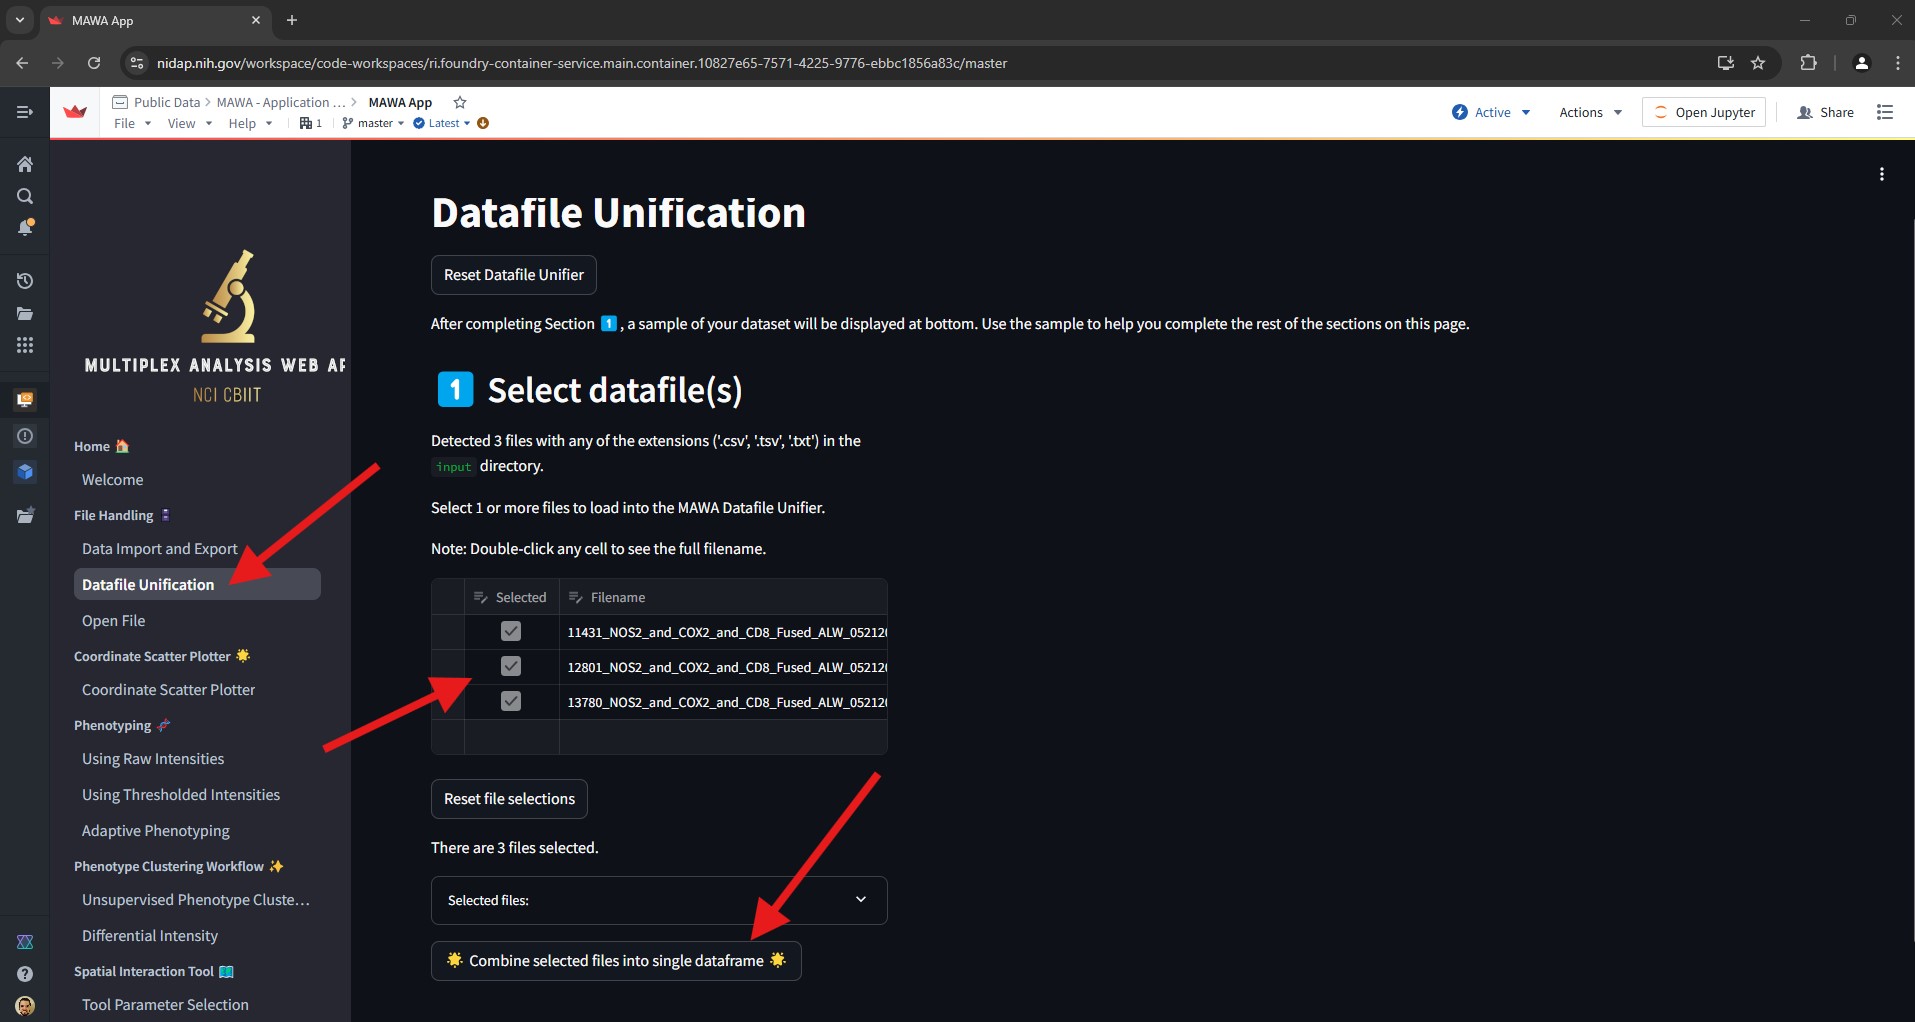 MAWA App
nidap.nih.gov/workspace/code-workspaces/ri.foundry-container-service.main.container.10827e65-7571-4225-9776-ebbc1856a83c/master
Public Data > MAWA - Application ... > MAWA App
File View Help 1 master Latest
Active Actions Open Jupyter Share
MULTIPLEX ANALYSIS WEB AP
NCI CBIIT
Home
Welcome
File Handling
Data Import and Export
Datafile Unification
Open File
Coordinate Scatter Plotter
Coordinate Scatter Plotter
Phenotyping
Using Raw Intensities
Using Thresholded Intensities
Adaptive Phenotyping
Phenotype Clustering Workflow
Unsupervised Phenotype Cluste...
Differential Intensity
Spatial Interaction Tool
Tool Parameter Selection
Datafile Unification
Reset Datafile Unifier
After completing Section 1, a sample of your dataset will be displayed at bottom. Use the sample to help you complete the rest of the sections on this page.
1 Select datafile(s)
Detected 3 files with any of the extensions ('.csv', '.tsv', '.txt') in the
input directory.
Select 1 or more files to load into the MAWA Datafile Unifier.
Note: Double-click any cell to see the full filename.
Selected Filename
11431_NOS2_and_COX2_and_CD8_Fused_ALW_05212
12801_NOS2_and_COX2_and_CD8_Fused_ALW_05212
13780_NOS2_and_COX2_and_CD8_Fused_ALW_05212
Reset file selections
There are 3 files selected.
Selected files:
Combine selected files into single dataframe